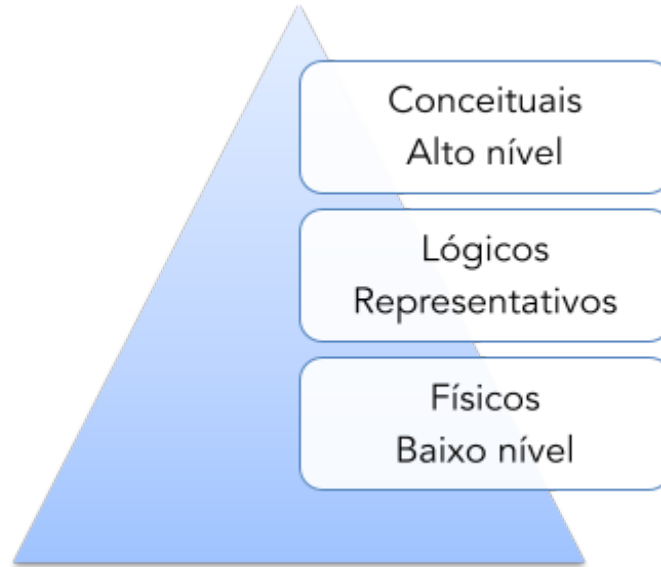 Conceituais
Alto nível
Lógicos
Representativos
Físicos
Baixo nível